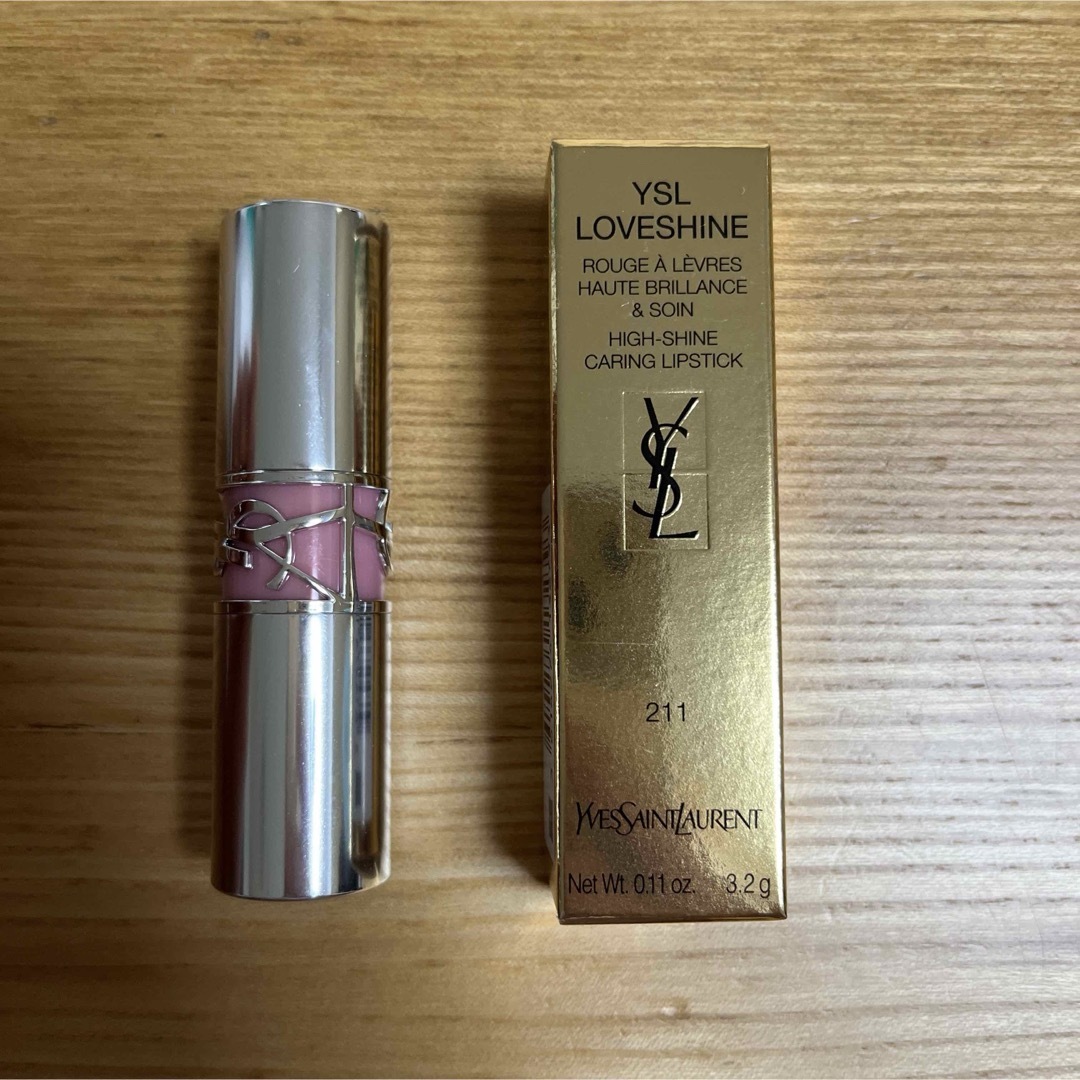 YSL
LOVESHINE
ROUGE À LÈVRES
HAUTE BRILLANCE
& SOIN
HIGH-SHINE
CARING LIPSTICK
YSL
211
YVESSAINTLAURENT
Net Wt. 0.11 oz. 3.2 g